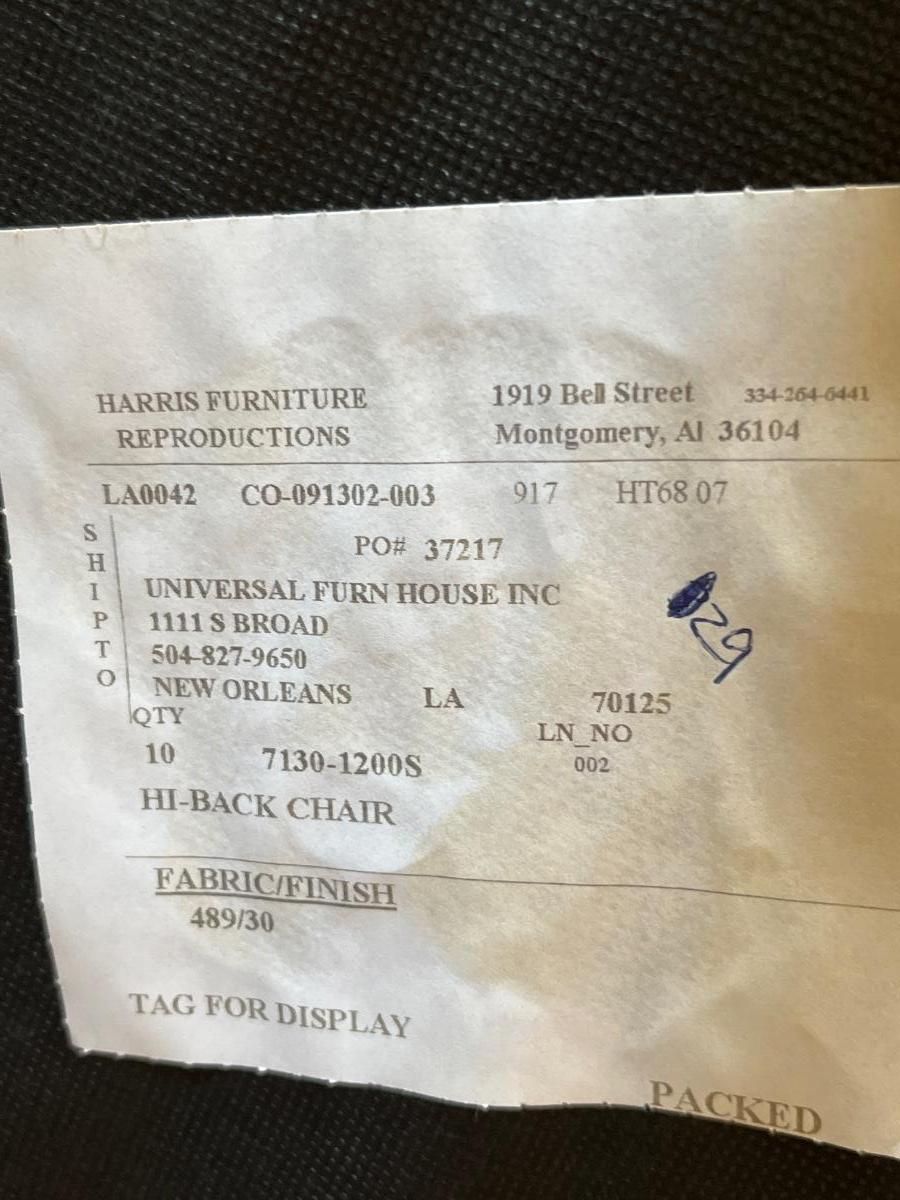 HARRIS FURNITURE 1919 Bell Street 334-264-6441
REPRODUCTIONS Montgomery, Al 36104
LA0042 CO-091302-003 917 HT68 07
PO# 37217
SHIP TO
UNIVERSAL FURN HOUSE INC
1111 S BROAD
504-827-9650
NEW ORLEANS LA 70125
QTY LN_NO
10 7130-1200S 002
HI-BACK CHAIR
FABRIC/FINISH
489/30
TAG FOR DISPLAY
PACKED